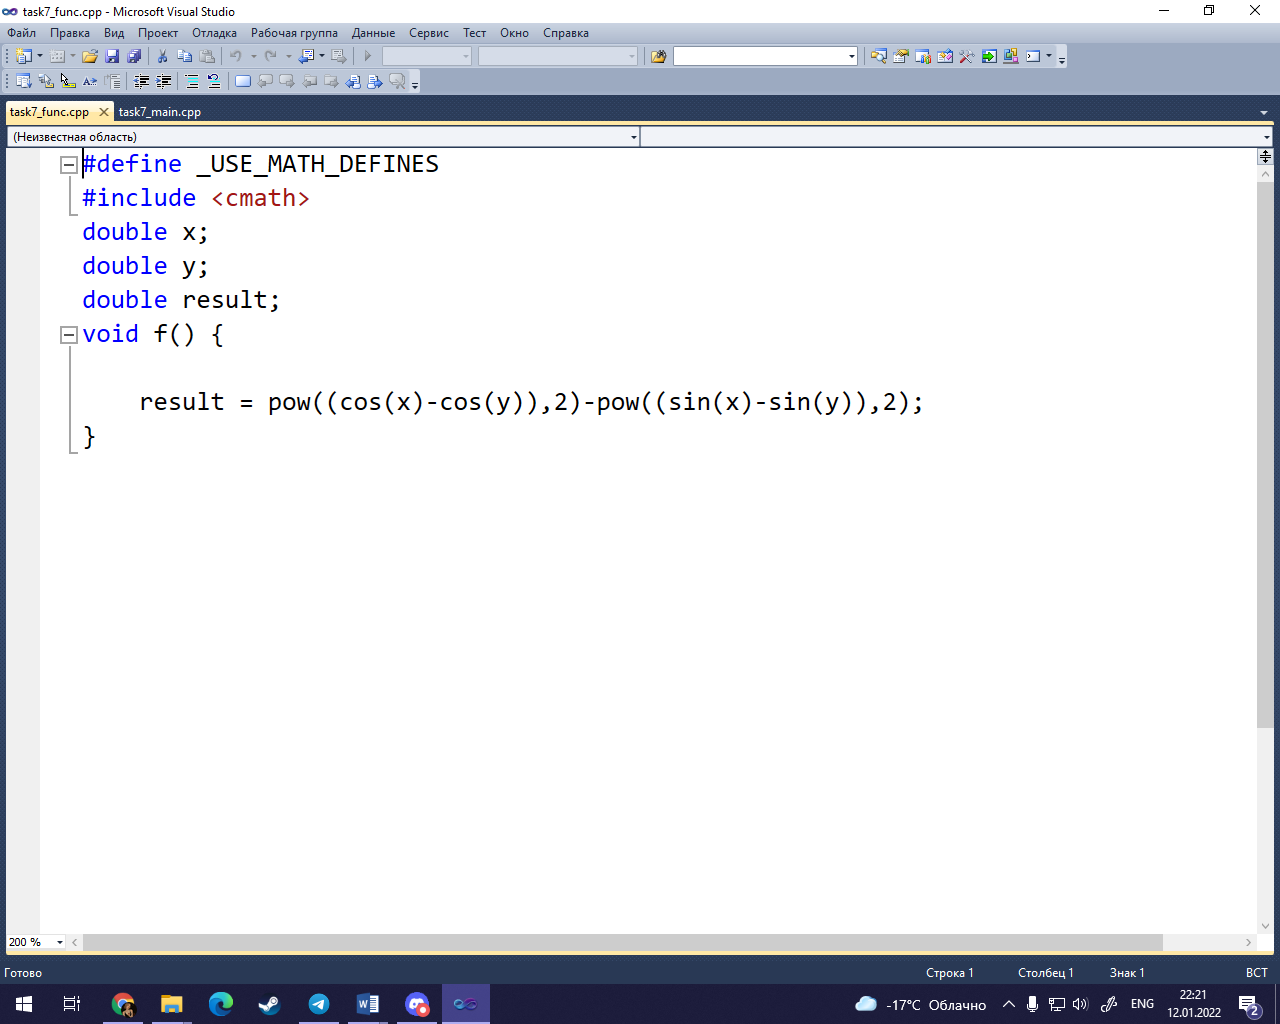 task7_func.cpp - Microsoft Visual Studio
Файл Правка Вид Проект Отладка Рабочая группа Данные Сервис Тест Окно Справка
task7_func.cpp task7_main.cpp
(Неизвестная область)
#define _USE_MATH_DEFINES
#include <cmath>
double x;
double y;
double result;
void f() {
result = pow((cos(x)-cos(y)),2)-pow((sin(x)-sin(y)),2);
}
200 %
Готово Строка 1 Столбец 1 Знак 1 ВСТ
-17°C Облачно ENG 22:21
12.01.2022 2